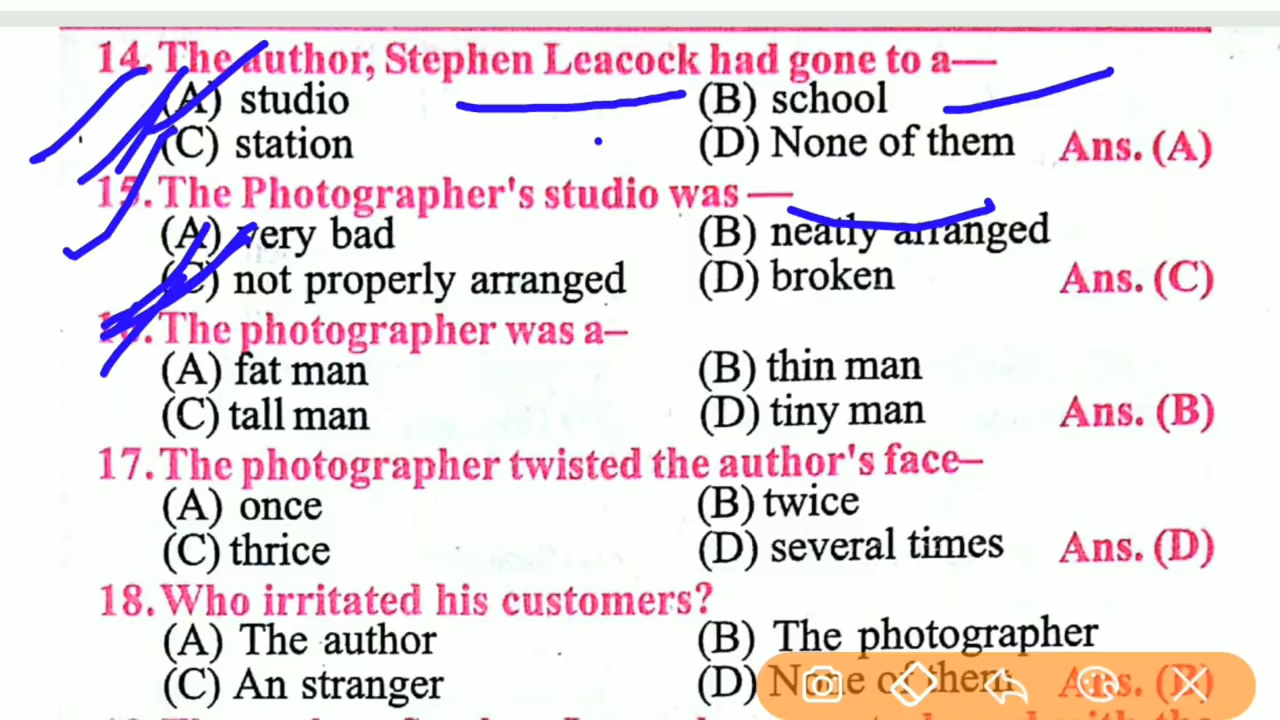 14. The author, Stephen Leacock had gone to a—
(A) studio (B) school
(C) station (D) None of them Ans. (A)
15. The Photographer's studio was —
(A) very bad (B) neatly arranged
(C) not properly arranged (D) broken Ans. (C)
16. The photographer was a–
(A) fat man (B) thin man
(C) tall man (D) tiny man Ans. (B)
17. The photographer twisted the author's face–
(A) once (B) twice
(C) thrice (D) several times Ans. (D)
18. Who irritated his customers?
(A) The author (B) The photographer
(C) An stranger (D) None of them Ans. (B)